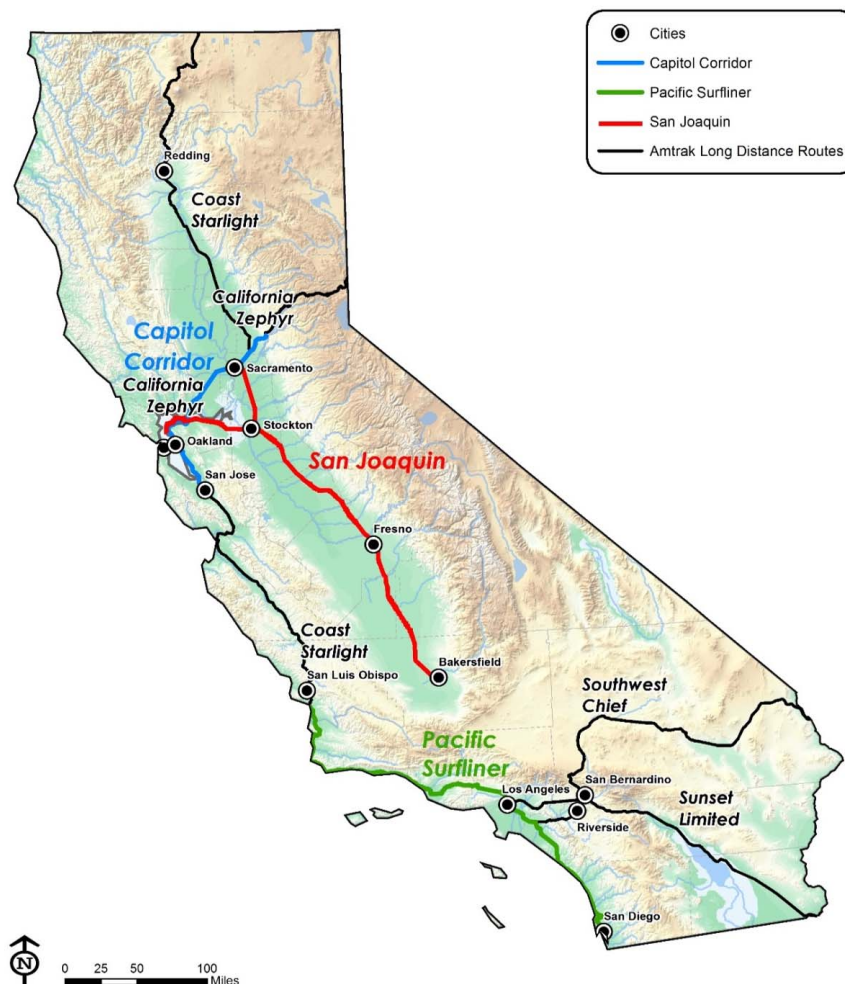 Cities
Capitol Corridor
Pacific Surfliner
San Joaquin
Amtrak Long Distance Routes
Redding
Coast
Starlight
California
Zephyr
Capitol
Corridor
Sacramento
California
Zephyr
Stockton
Oakland
San Joaquin
San Jose
Fresno
Coast
Starlight
San Luis Obispo
Bakersfield
Southwest
Chief
Pacific
Surfliner
San Bernardino
Los Angeles
Sunset
Limited
Riverside
San Diego
N
0 25 50 100
Miles